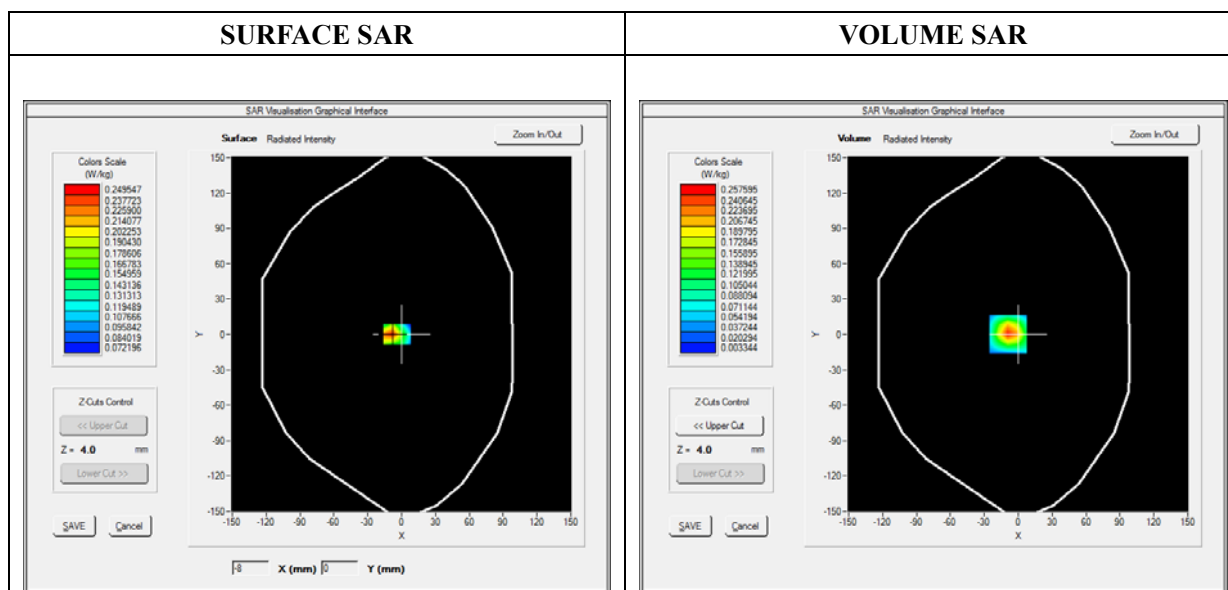 SURFACE SAR
SAR Visualisation Graphical Interface
Surface Radiated Intensity
Zoom In/Out
Colors Scale
(W/kg)
0.249547
0.237723
0.225900
0.214077
0.202253
0.190430
0.178606
0.166783
0.154959
0.143136
0.131313
0.119489
0.107666
0.095842
0.084019
0.072196
Z-Cuts Control
<< Upper Cut
Z = 4.0 mm
Lower Cut >>
SAVE Cancel
150
120
90
60
30
0
-30
-60
-90
-120
-150
Y
-150 -120 -90 -60 -30 0 30 60 90 120 150
X
-8 X (mm) 0 Y (mm)
VOLUME SAR
SAR Visualisation Graphical Interface
Volume Radiated Intensity
Zoom In/Out
Colors Scale
(W/kg)
0.257595
0.240645
0.223695
0.206745
0.189795
0.172845
0.155895
0.138945
0.121995
0.105044
0.088094
0.071144
0.054194
0.037244
0.020294
0.003344
Z-Cuts Control
<< Upper Cut
Z = 4.0 mm
Lower Cut >>
SAVE Cancel
150
120
90
60
30
0
-30
-60
-90
-120
-150
Y
-150 -120 -90 -60 -30 0 30 60 90 120 150
X